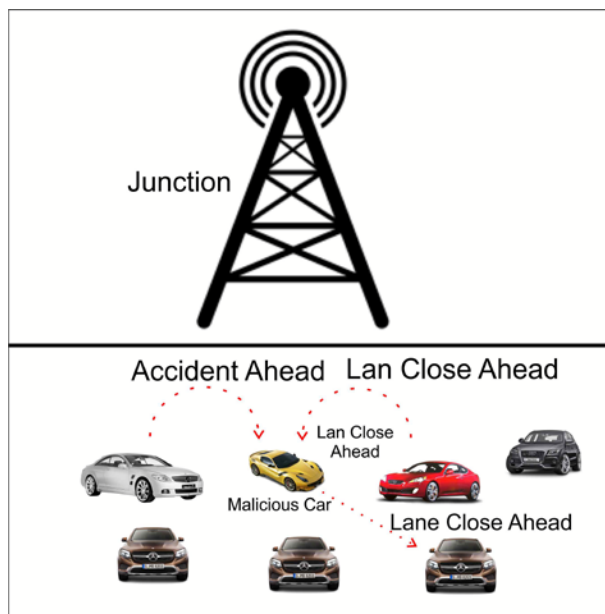 Junction
Accident Ahead
Lan Close Ahead
Lan Close
Ahead
Malicious Car
Lane Close Ahead